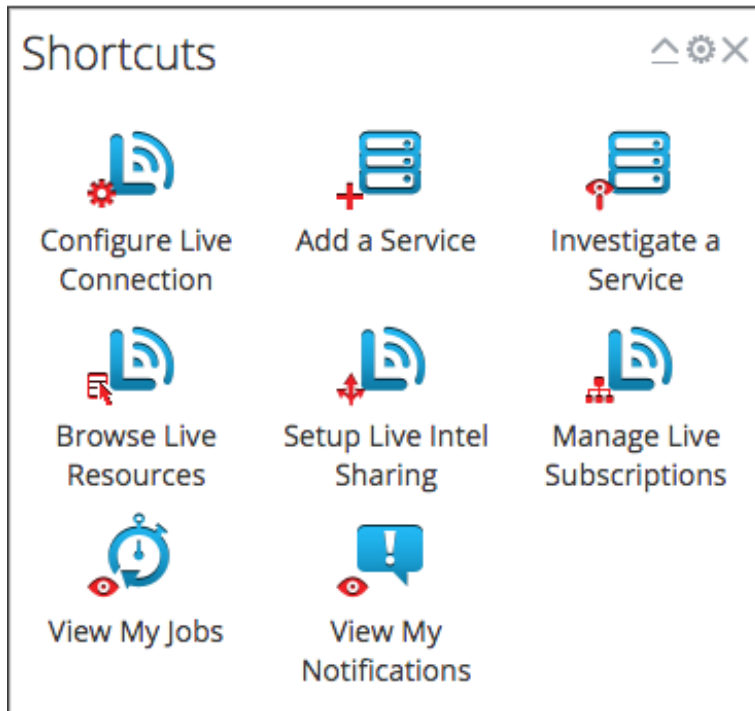 Shortcuts
Configure Live
Connection
Add a Service
Investigate a
Service
Browse Live
Resources
Setup Live Intel
Sharing
Manage Live
Subscriptions
View My Jobs
View My
Notifications